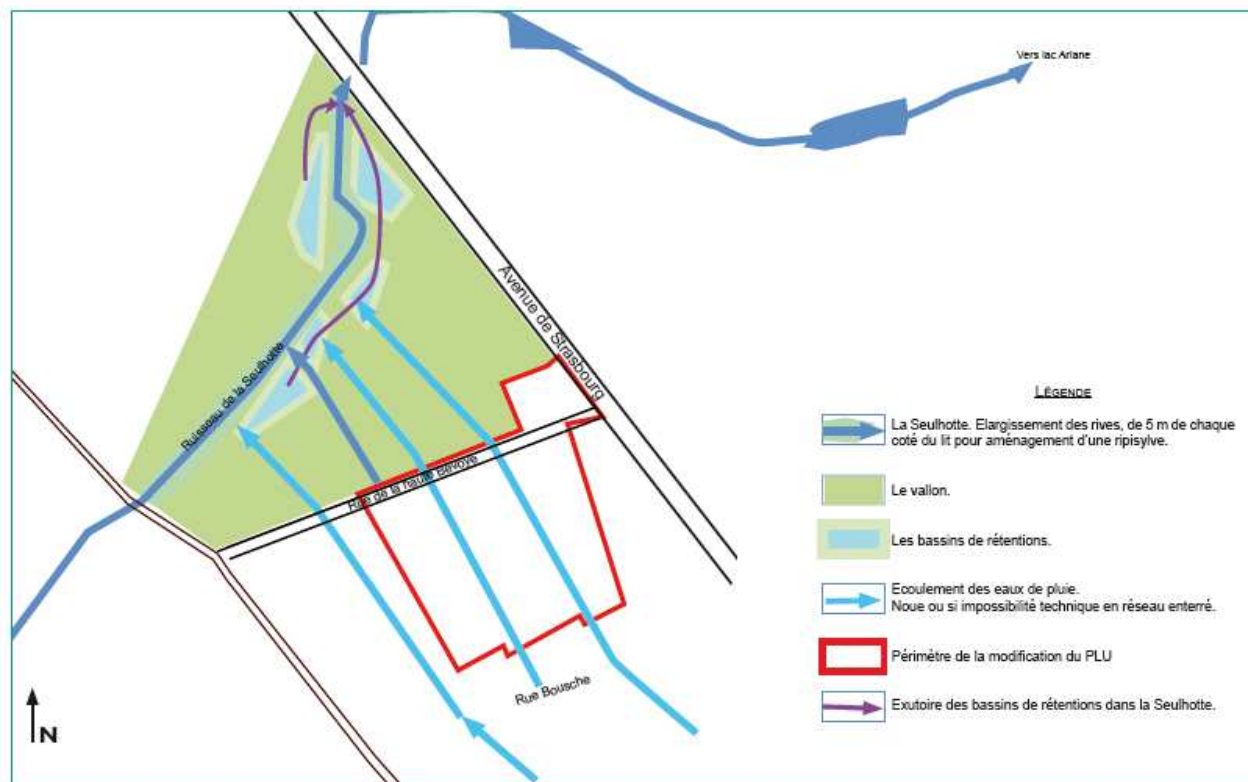 Vers lac Ariane
Avenue de Strasbourg
Ruisseau de la Seulhotte
Rue de la haute Bévoye
Rue Bousche
N
LÉGENDE
La Seulhotte. Elargissement des rives, de 5 m de chaque
coté du lit pour aménagement d'une ripisylve.
Le vallon.
Les bassins de rétentions.
Ecoulement des eaux de pluie.
Noue ou si impossibilité technique en réseau enterré.
Périmètre de la modification du PLU
Exutoire des bassins de rétentions dans la Seulhotte.